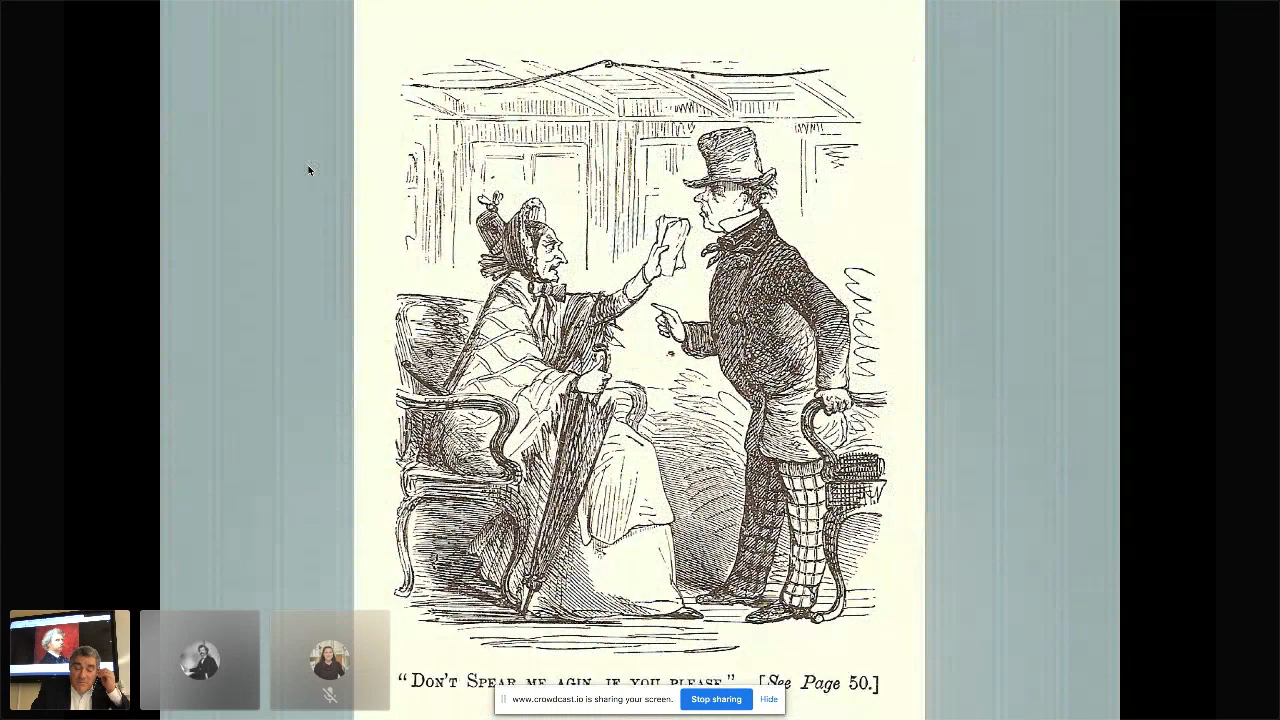 “Don’t Spear me agin, if you please.” [See Page 50.]
www.crowdcast.io is sharing your screen. Stop sharing Hide